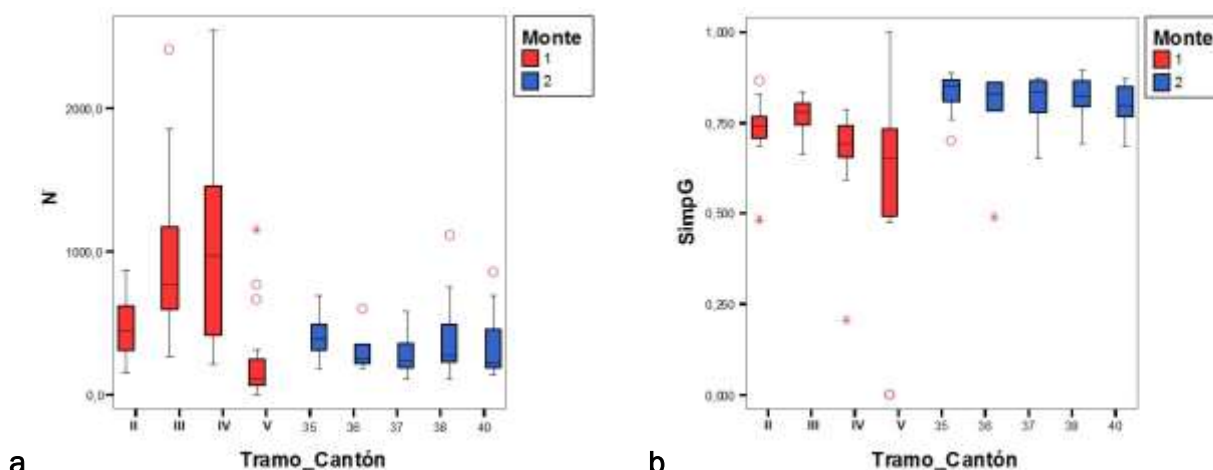 Monte
1
2
2000,0
1000,0
0,0
N
II III IV V 35 36 37 38 40
Tramo_Cantón
a
Monte
1
2
1,000
0,750
0,500
0,250
0,000
SimpG
II III IV V 35 36 37 38 40
Tramo_Cantón
b